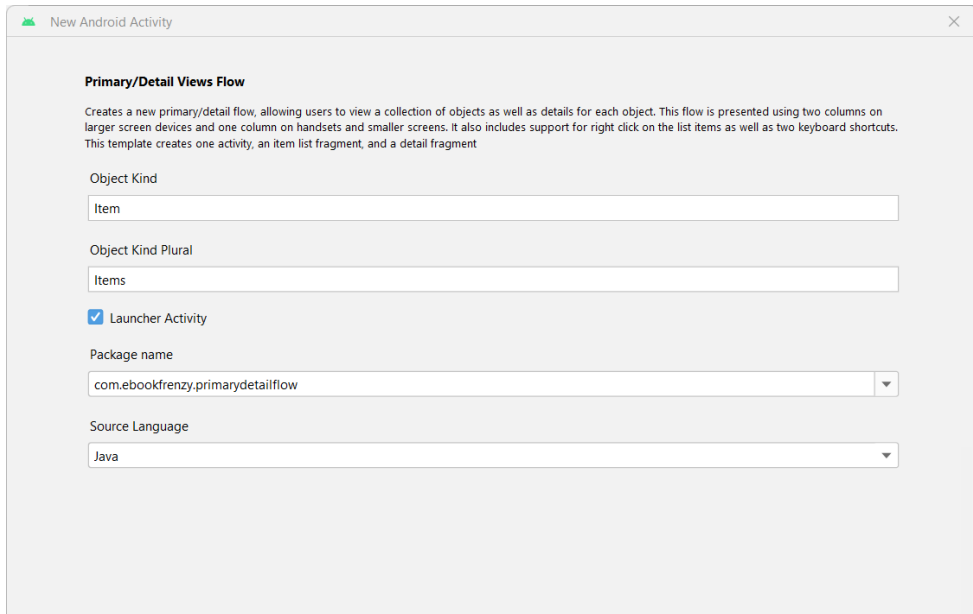 New Android Activity
Primary/Detail Views Flow
Creates a new primary/detail flow, allowing users to view a collection of objects as well as details for each object. This flow is presented using two columns on
larger screen devices and one column on handsets and smaller screens. It also includes support for right click on the list items as well as two keyboard shortcuts.
This template creates one activity, an item list fragment, and a detail fragment
Object Kind
Item
Object Kind Plural
Items
Launcher Activity
Package name
com.ebookfrenzy.primarydetailflow
Source Language
Java